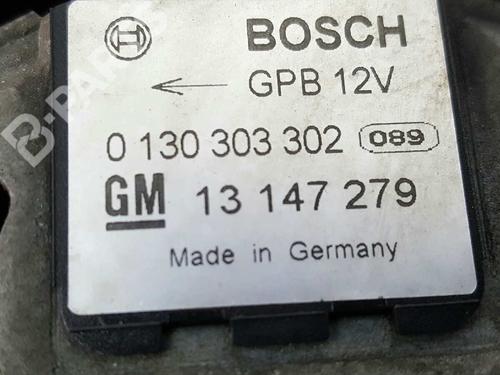 BOSCH
← GPB 12V
0 130 303 302 089
GM 13 147 279
Made in Germany